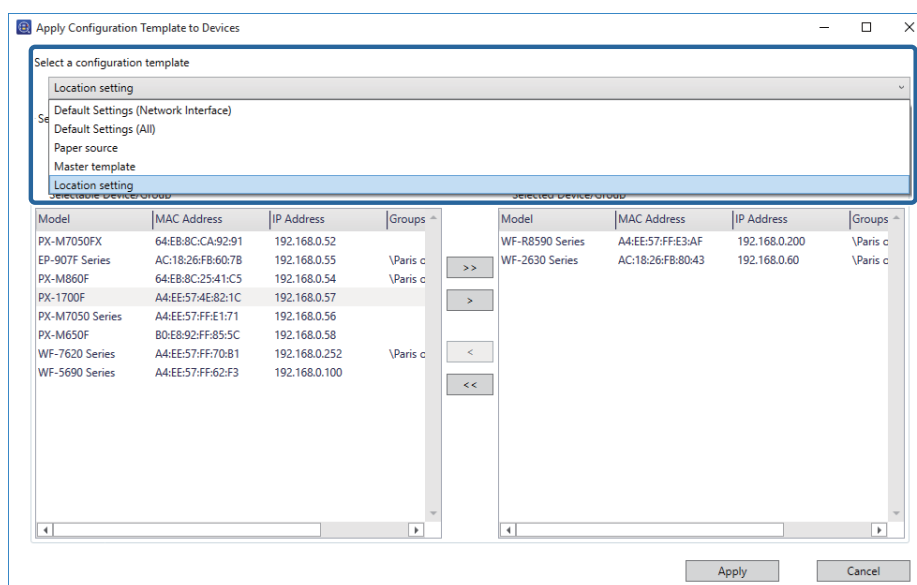 Apply Configuration Template to Devices
Select a configuration template
Location setting
Default Settings (Network Interface)
Se
Default Settings (All)
Paper source
Master template
Location setting
Selectable Device/Group Selected Device/Group
Model MAC Address IP Address Groups Model MAC Address IP Address Groups
PX-M7050FX 64:EB:8C:CA:92:91 192.168.0.52 WF-R8590 Series A4:EE:57:FF:E3:AF 192.168.0.200 \Paris o
EP-907F Series AC:18:26:FB:60:7B 192.168.0.55 \Paris o >> WF-2630 Series AC:18:26:FB:80:43 192.168.0.60 \Paris o
PX-M860F 64:EB:8C:25:41:C5 192.168.0.54 \Paris o
PX-1700F A4:EE:57:4E:82:1C 192.168.0.57 >
PX-M7050 Series A4:EE:57:FF:E1:71 192.168.0.56
PX-M650F B0:E8:92:FF:85:5C 192.168.0.58
WF-7620 Series A4:EE:57:FF:70:B1 192.168.0.252 \Paris o <
WF-5690 Series A4:EE:57:FF:62:F3 192.168.0.100
<<
Apply Cancel